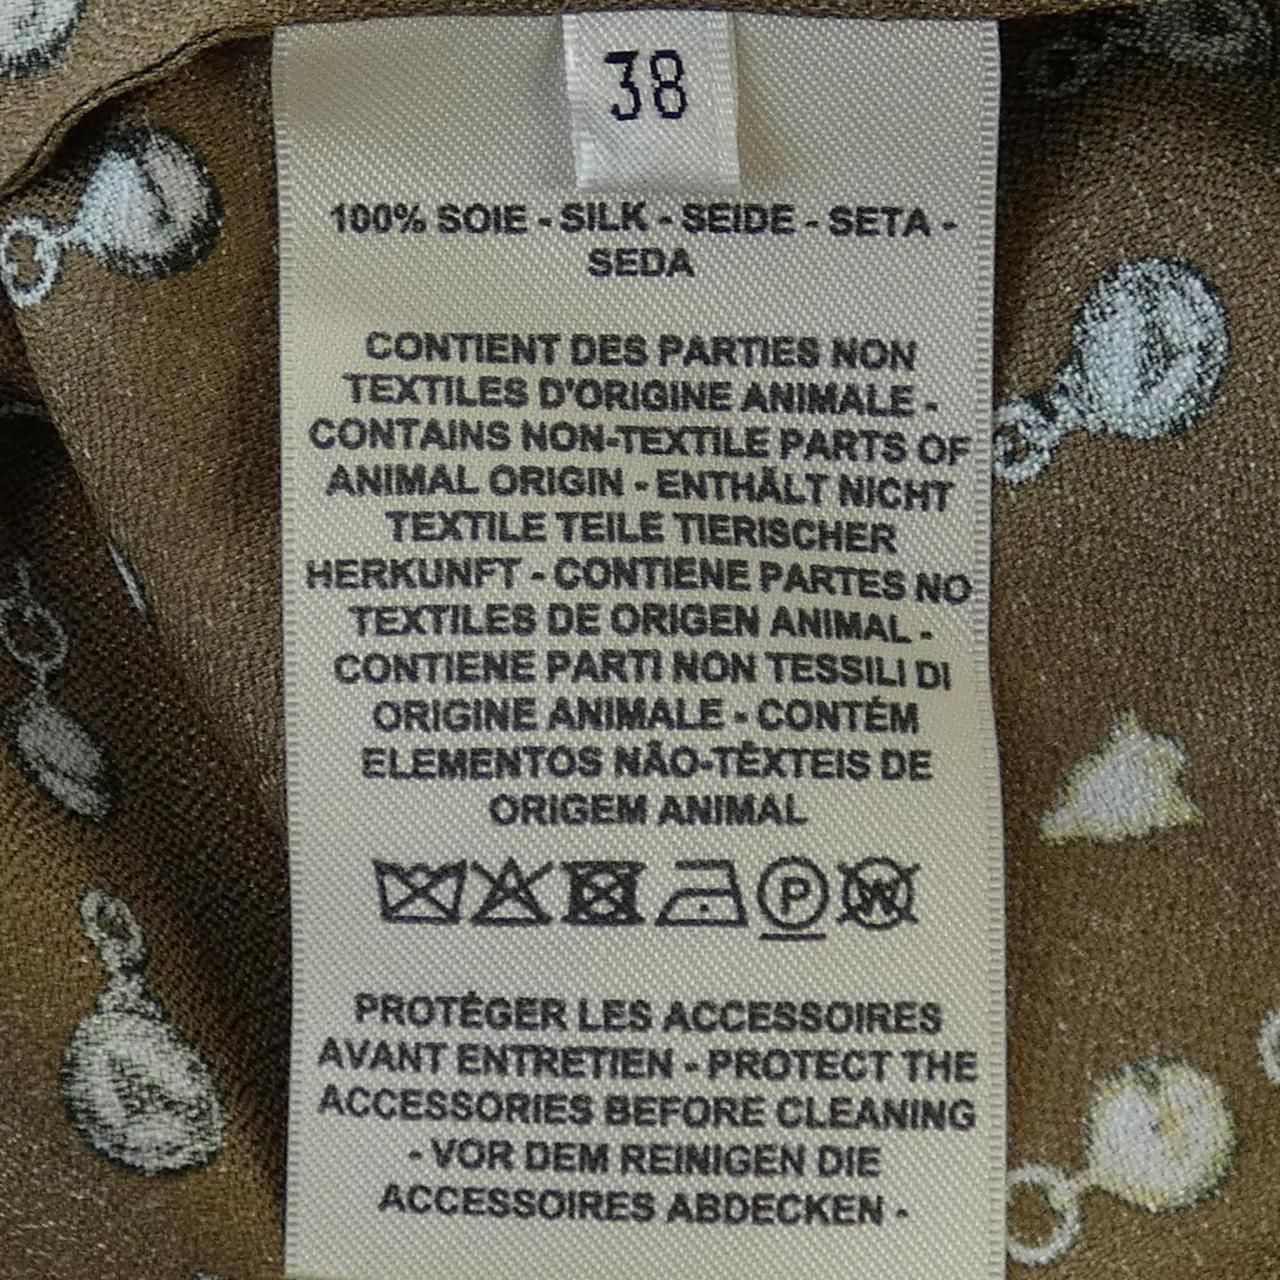 38
100% SOIE - SILK - SEIDE - SETA -
SEDA
CONTIENT DES PARTIES NON
TEXTILES D'ORIGINE ANIMALE -
CONTAINS NON-TEXTILE PARTS OF
ANIMAL ORIGIN - ENTHÄLT NICHT
TEXTILE TEILE TIERISCHER
HERKUNFT - CONTIENE PARTES NO
TEXTILES DE ORIGEN ANIMAL -
CONTIENE PARTI NON TESSILI DI
ORIGINE ANIMALE - CONTÉM
ELEMENTOS NÃO-TÊXTEIS DE
ORIGEM ANIMAL
P W
PROTÉGER LES ACCESSOIRES
AVANT ENTRETIEN - PROTECT THE
ACCESSORIES BEFORE CLEANING
- VOR DEM REINIGEN DIE
ACCESSOIRES ABDECKEN -